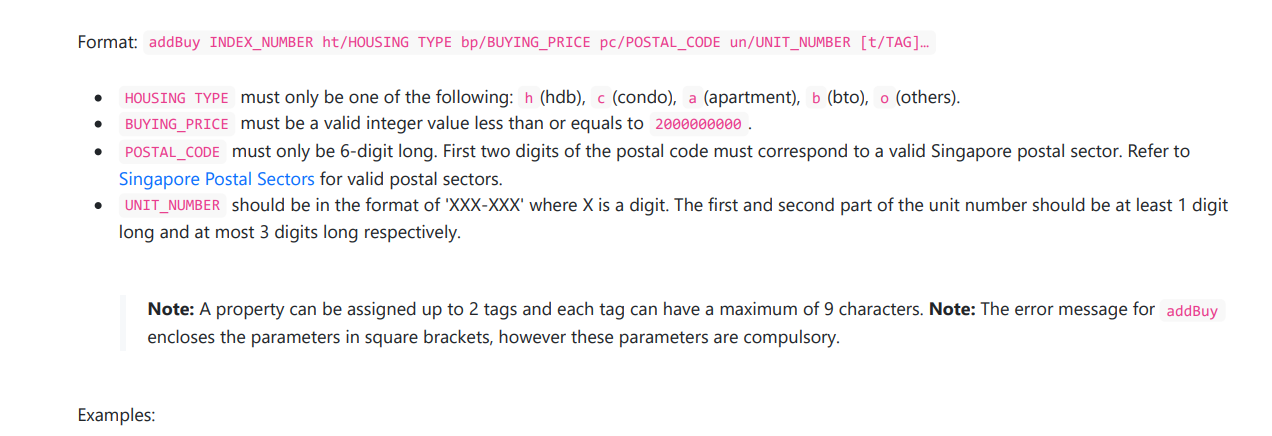 Format: addBuy INDEX_NUMBER ht/HOUSING TYPE bp/BUYING_PRICE pc/POSTAL_CODE un/UNIT_NUMBER [t/TAG]…
• HOUSING TYPE must only be one of the following: h (hdb), c (condo), a (apartment), b (bto), o (others).
• BUYING_PRICE must be a valid integer value less than or equals to 2000000000 .
• POSTAL_CODE must only be 6-digit long. First two digits of the postal code must correspond to a valid Singapore postal sector. Refer to
Singapore Postal Sectors for valid postal sectors.
• UNIT_NUMBER should be in the format of 'XXX-XXX' where X is a digit. The first and second part of the unit number should be at least 1 digit
long and at most 3 digits long respectively.
Note: A property can be assigned up to 2 tags and each tag can have a maximum of 9 characters. Note: The error message for addBuy
encloses the parameters in square brackets, however these parameters are compulsory.
Examples: